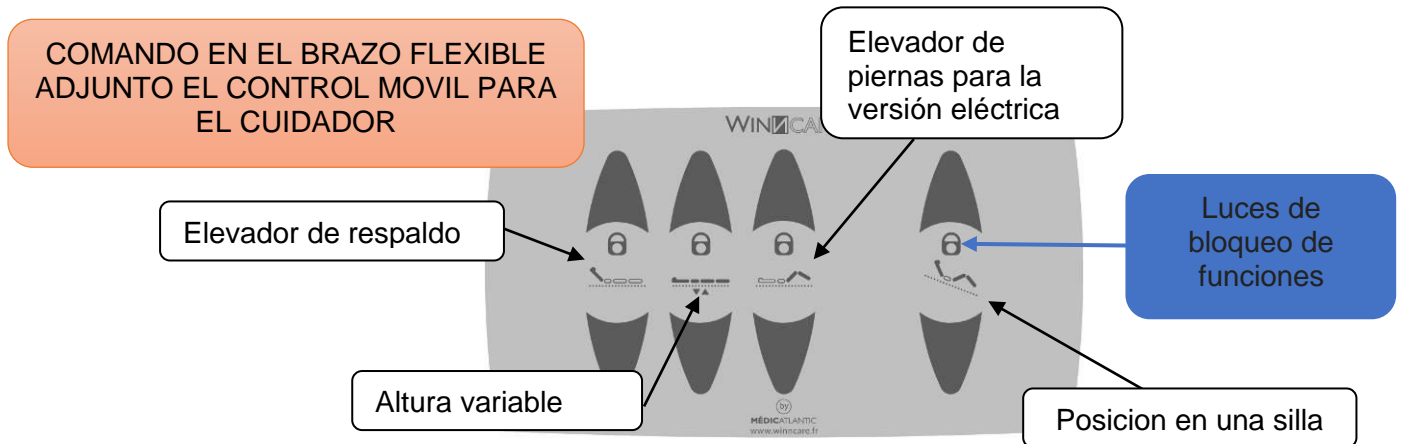 COMANDO EN EL BRAZO FLEXIBLE
ADJUNTO EL CONTROL MOVIL PARA
EL CUIDADOR
Elevador de
piernas para la
versión eléctrica
Elevador de respaldo
Luces de
bloqueo de
funciones
Altura variable
by
MÉDICATLANTIC
www.winncare.fr
Posicion en una silla